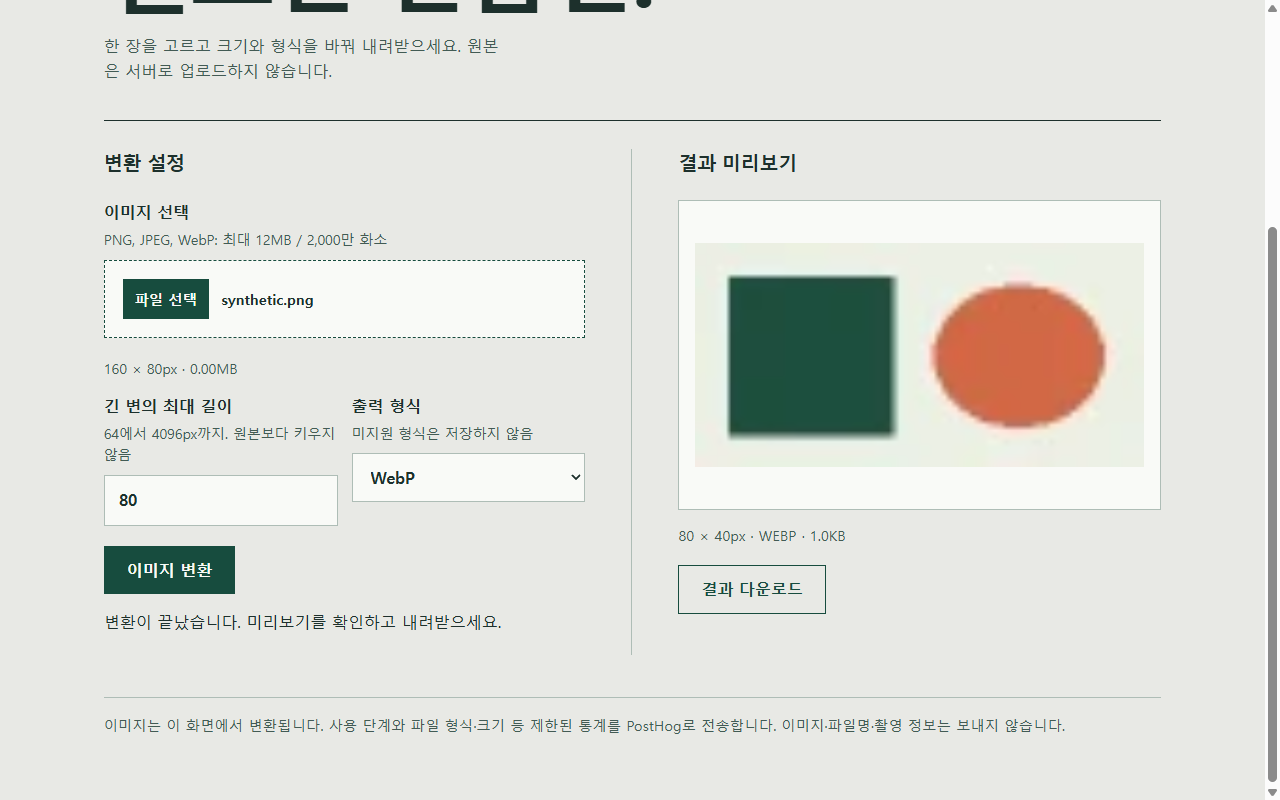 한 장을 고르고 크기와 형식을 바꿔 내려받으세요. 원본
은 서버로 업로드하지 않습니다.
변환 설정
이미지 선택
PNG, JPEG, WebP: 최대 12MB / 2,000만 화소
파일 선택 synthetic.png
160 × 80px · 0.00MB
긴 변의 최대 길이
64에서 4096px까지. 원본보다 키우지
않음
80
출력 형식
미지원 형식은 저장하지 않음
WebP
이미지 변환
변환이 끝났습니다. 미리보기를 확인하고 내려받으세요.
결과 미리보기
80 × 40px · WEBP · 1.0KB
결과 다운로드
이미지는 이 화면에서 변환됩니다. 사용 단계와 파일 형식·크기 등 제한된 통계를 PostHog로 전송합니다. 이미지·파일명·촬영 정보는 보내지 않습니다.